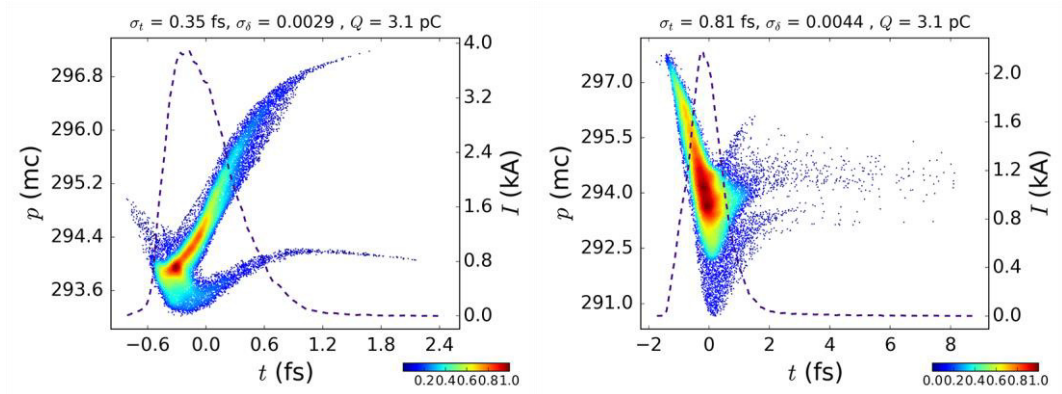 σt = 0.35 fs, σδ = 0.0029 , Q = 3.1 pC
296.8
296.0
295.2
294.4
293.6
p (mc)
4.0
3.2
2.4
1.6
0.8
0.0
I (kA)
−0.6 0.0 0.6 1.2 1.8 2.4
t (fs)
0.20.40.60.81.0
σt = 0.81 fs, σδ = 0.0044 , Q = 3.1 pC
297.0
295.5
294.0
292.5
291.0
p (mc)
2.0
1.6
1.2
0.8
0.4
0.0
I (kA)
−2 0 2 4 6 8
t (fs)
0.00.20.40.60.81.0